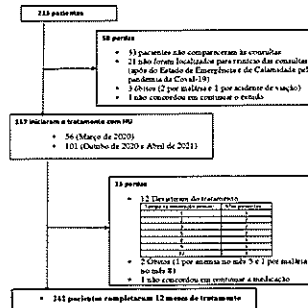 215 pacientes
58 perdas
• 33 pacientes não compareceram às consultas
• 21 não foram localizados para reinício das consultas
(após do Estado de Emergência e de Calamidade pela
pandemia da Covid-19)
• 3 óbitos (2 por malária e 1 por acidente de viação)
• 1 não concordou em continuar o estudo
157 iniciaram o tratamento com HU
• 56 (Março de 2020)
• 101 (Outubro de 2020 e Abril de 2021)
15 perdas
• 12 Desistiram do tratamento
• 2 Óbitos (1 por anemia no mês 5 e 1 por malária
no mês 8)
• 1 não concordou em continuar a medicação
• 142 pacientes completaram 12 meses de tratamento